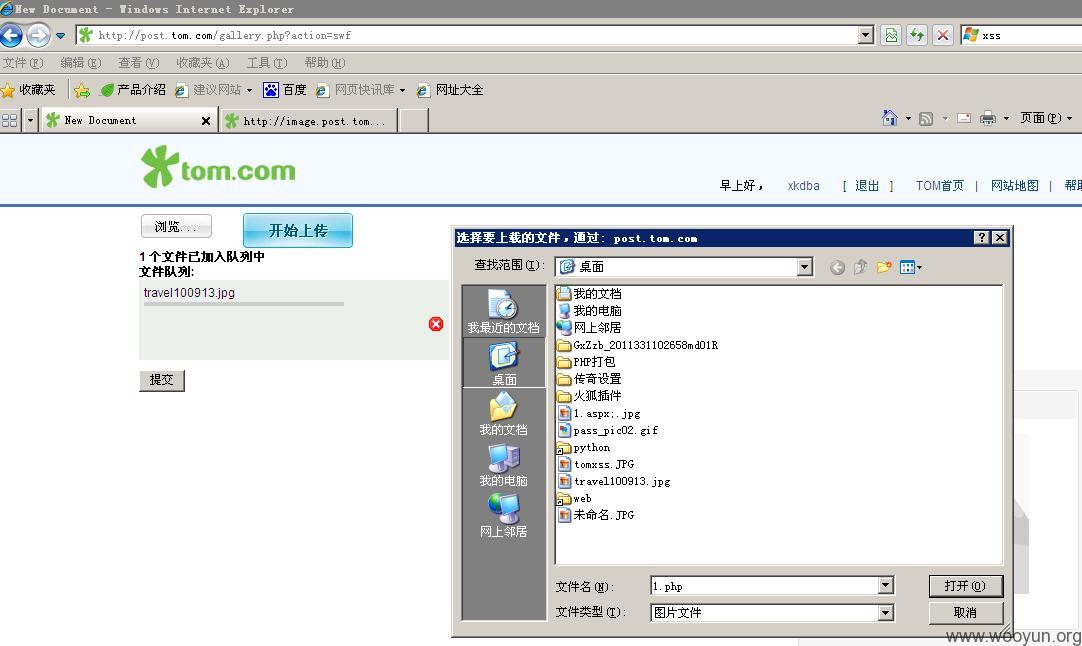 New Document - Windows Internet Explorer
http://post.tom.com/gallery.php?action=swf
xss
文件(F) 编辑(E) 查看(V) 收藏夹(A) 工具(T) 帮助(H)
收藏夹 产品介绍 建议网站 百度 网页快讯库 网址大全
New Document http://image.post.tom... 页面(P)
tom.com
早上好， xkdba [ 退出 ] TOM首页 | 网站地图 |
浏览... 开始上传
1 个文件已加入队列中
文件队列:
travel100913.jpg
提交
选择要上载的文件，通过: post.tom.com
查找范围(I): 桌面
我最近的文档
桌面
我的文档
我的电脑
网上邻居
我的文档
我的电脑
网上邻居
GxZzb_2011331102658md01R
PHP打包
传奇设置
火狐插件
1.aspx;.jpg
pass_pic02.gif
python
tomxss.JPG
travel100913.jpg
web
未命名.JPG
文件名(N): 1.php 打开(O)
文件类型(T): 图片文件 取消
www.wooyun.org